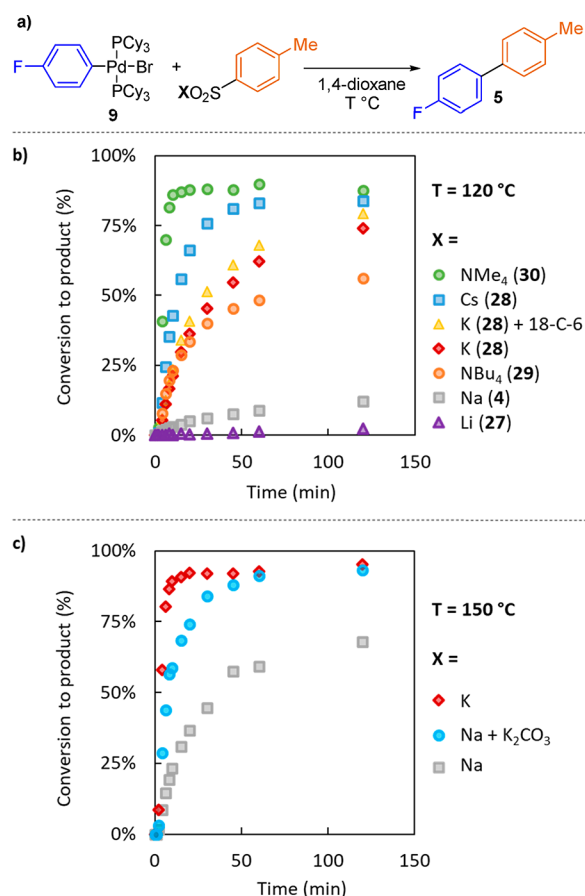 a)
PCy₃
Me
F
Pd Br
+
XO₂S
PCy₃
9
1,4-dioxane
T °C
Me
F
5
b)
100%
75%
50%
25%
0%
Conversion to product (%)
0 50 100 150
Time (min)
T = 120 °C
X =
NMe₄ (30)
Cs (28)
K (28) + 18-C-6
K (28)
NBu₄ (29)
Na (4)
Li (27)
c)
100%
75%
50%
25%
0%
Conversion to product (%)
0 50 100 150
Time (min)
T = 150 °C
X =
K
Na + K₂CO₃
Na